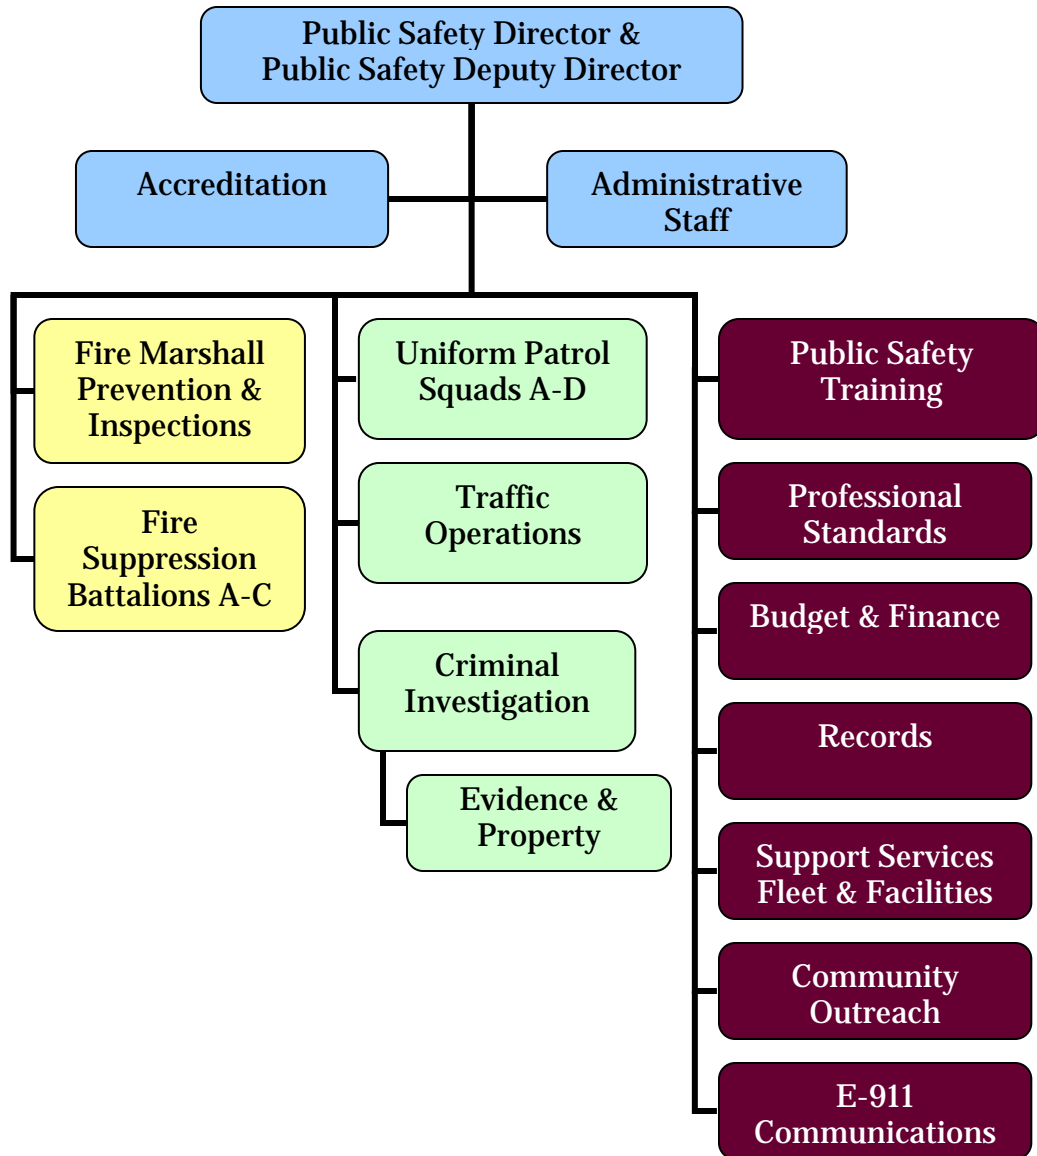 Public Safety Director &
Public Safety Deputy Director
Accreditation
Administrative
Staff
Fire Marshall
Prevention &
Inspections
Fire
Suppression
Battalions A-C
Uniform Patrol
Squads A-D
Traffic
Operations
Criminal
Investigation
Evidence &
Property
Public Safety
Training
Professional
Standards
Budget & Finance
Records
Support Services
Fleet & Facilities
Community
Outreach
E-911
Communications